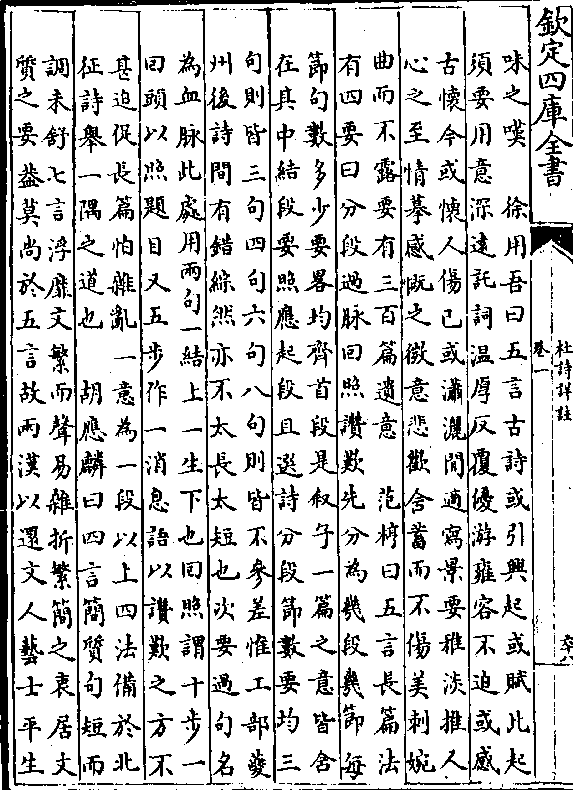 欽定四庫全書
杜詩詳註
卷一
味之嘆　徐用吾曰五言古詩或引興起或賦比起
須要用意深遠託詞溫厚反覆優游雍容不迫或感
古懷今或懷人傷已或瀟灑閒適寫景要雅淡推人
心之至情摹感慨之微意悲歡含蓄而不傷美刺婉
曲而不露要有三百篇遺意　范梈曰五言長篇法
有四要曰分段過脉回照讚歎先分為幾段幾節每
節句數多少要畧均齊首段是叙子一篇之意皆含
在其中結段要照應起段且選詩分段節數要均三
句則皆三句四句六句八句則皆不參差惟工部夔
州後詩間有錯綜然亦不太長太短也次要過句名
為血脉此處用兩句一結上一生下也回照謂十步一
回頭以照題目又五步作一消息語以讚歎之方不
甚迫促長篇怕雜亂一意為一段以上四法備於北
征詩舉一隅之道也　胡應麟曰四言簡質句短而
調未舒七言浮靡文繁而聲易雜折繁簡之衷居文
質之要葢莫尚於五言故兩漢以還文人藝士平生